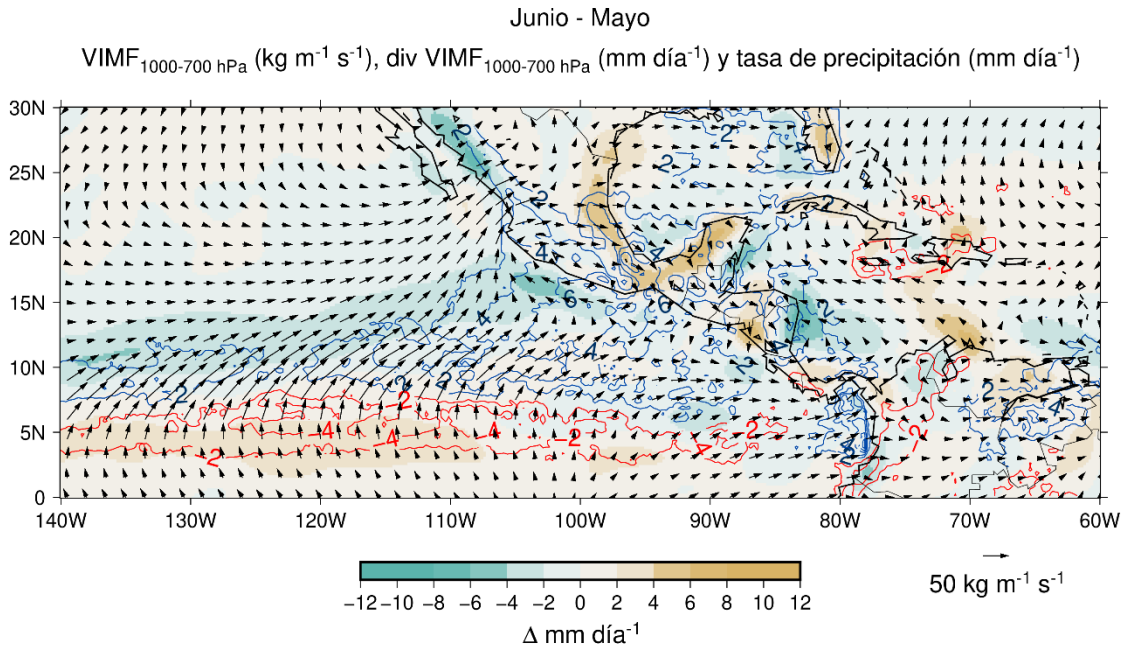 Junio - Mayo
VIMF1000-700 hPa (kg m⁻¹ s⁻¹), div VIMF1000-700 hPa (mm día⁻¹) y tasa de precipitación (mm día⁻¹)
30N
25N
20N
15N
10N
5N
0
140W 130W 120W 110W 100W 90W 80W 70W 60W
−12 −10 −8 −6 −4 −2 0 2 4 6 8 10 12
Δ mm día⁻¹
50 kg m⁻¹ s⁻¹